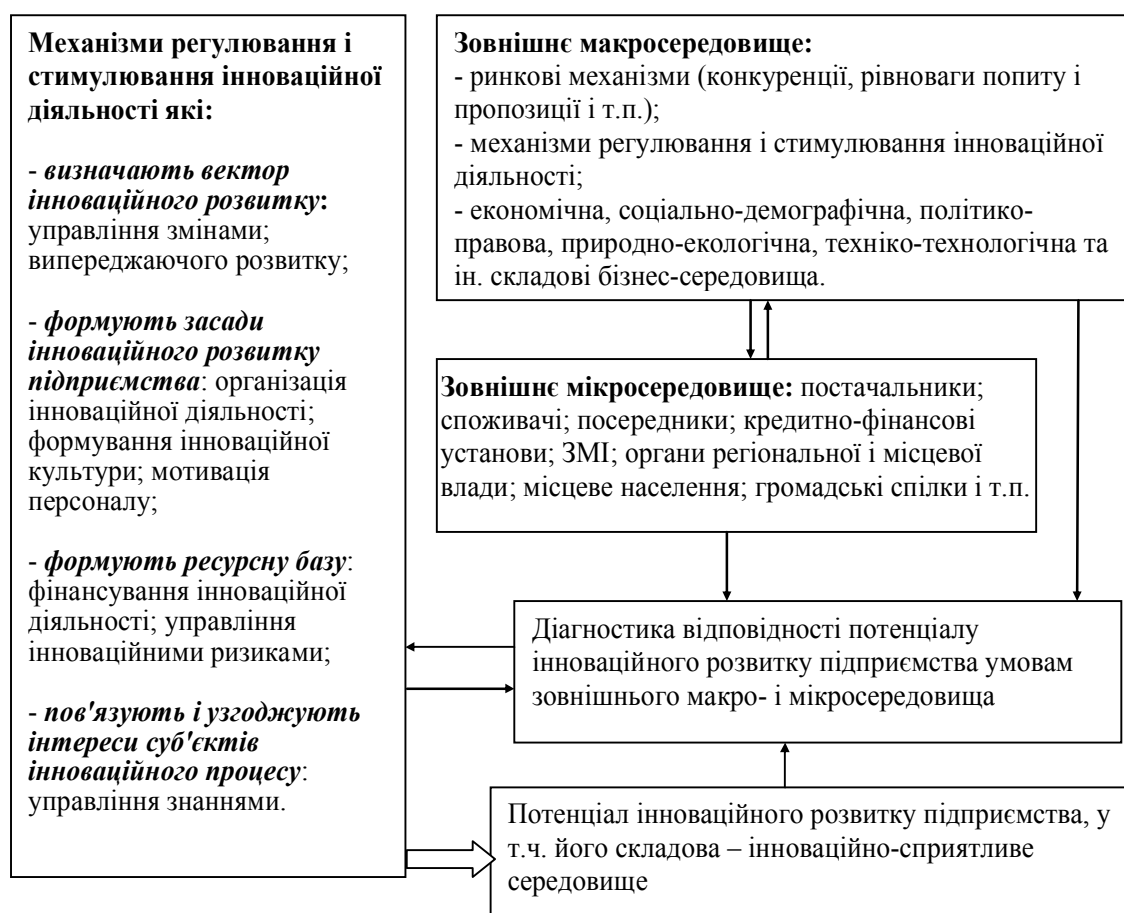 Механізми регулювання і
стимулювання інноваційної
діяльності які:
- визначають вектор
інноваційного розвитку:
управління змінами;
випереджаючого розвитку;
- формують засади
інноваційного розвитку
підприємства: організація
інноваційної діяльності;
формування інноваційної
культури; мотивація
персоналу;
- формують ресурсну базу:
фінансування інноваційної
діяльності; управління
інноваційними ризиками;
- пов'язують і узгоджують
інтереси суб'єктів
інноваційного процесу:
управління знаннями.
Зовнішнє макросередовище:
- ринкові механізми (конкуренції, рівноваги попиту і
пропозиції і т.п.);
- механізми регулювання і стимулювання інноваційної
діяльності;
- економічна, соціально-демографічна, політико-
правова, природно-екологічна, техніко-технологічна та
ін. складові бізнес-середовища.
Зовнішнє мікросередовище: постачальники;
споживачі; посередники; кредитно-фінансові
установи; ЗМІ; органи регіональної і місцевої
влади; місцеве населення; громадські спілки і т.п.
Діагностика відповідності потенціалу
інноваційного розвитку підприємства умовам
зовнішнього макро- і мікросередовища
Потенціал інноваційного розвитку підприємства, у
т.ч. його складова – інноваційно-сприятливе
середовище